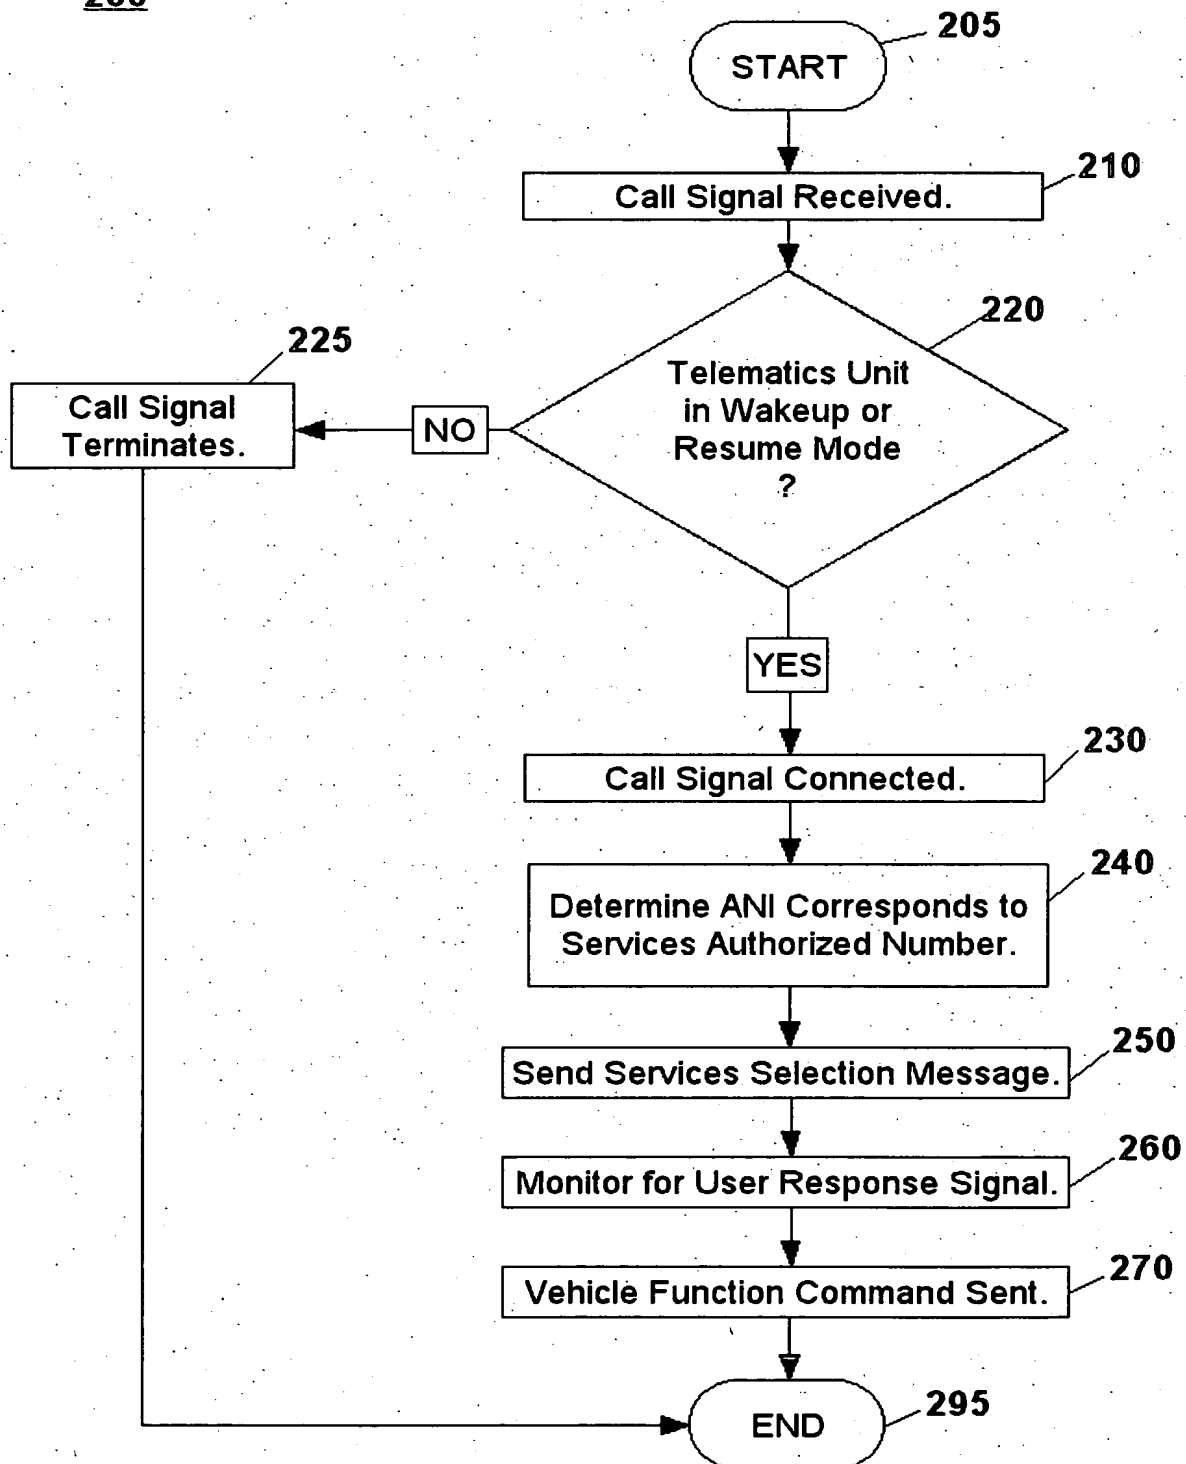 205
START
210
Call Signal Received.
220
Telematics Unit
in Wakeup or
Resume Mode
?
225
Call Signal
Terminates.
NO
YES
230
Call Signal Connected.
240
Determine ANI Corresponds to
Services Authorized Number.
250
Send Services Selection Message.
260
Monitor for User Response Signal.
270
Vehicle Function Command Sent.
295
END